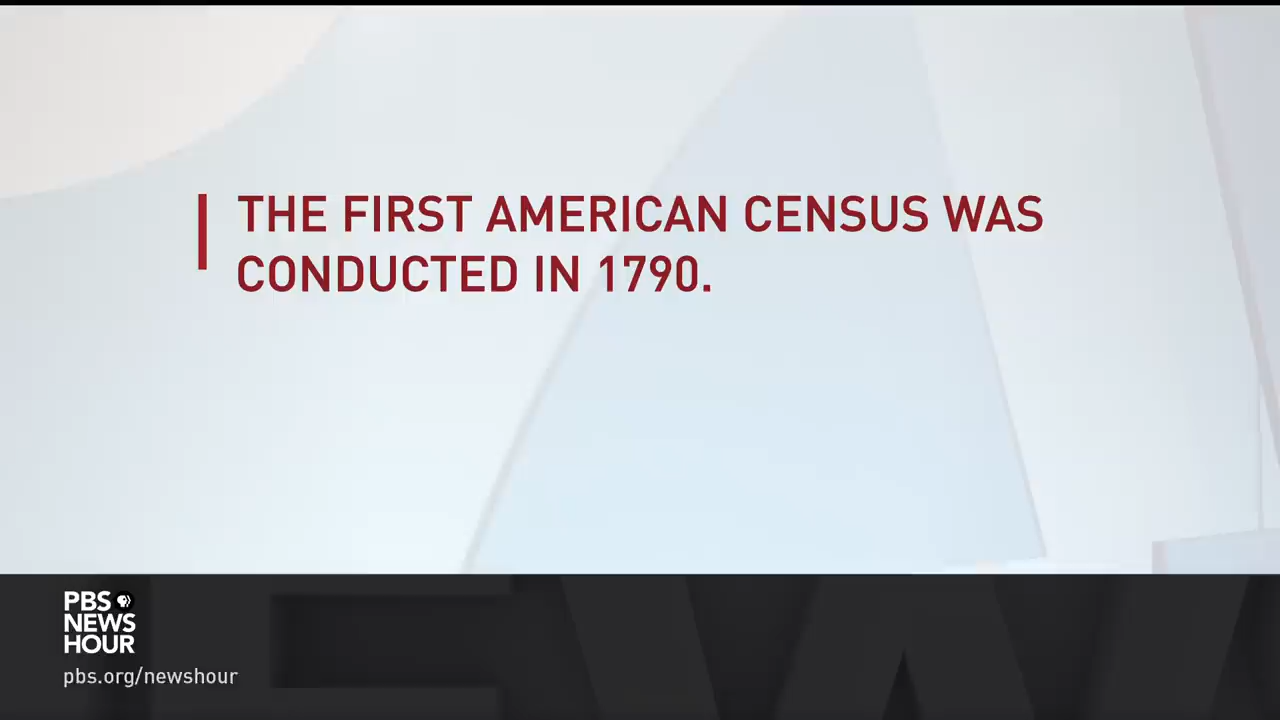 THE FIRST AMERICAN CENSUS WAS
CONDUCTED IN 1790.
PBS
NEWS
HOUR
pbs.org/newshour